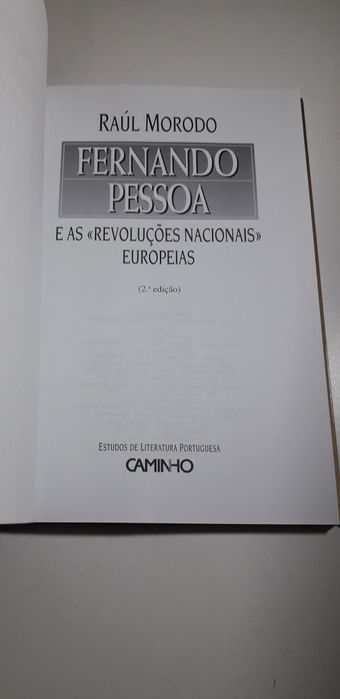 RAÚL MORODO
FERNANDO
PESSOA
E AS «REVOLUÇÕES NACIONAIS»
EUROPEIAS
(2.ª edição)
ESTUDOS DE LITERATURA PORTUGUESA
CAMINHO